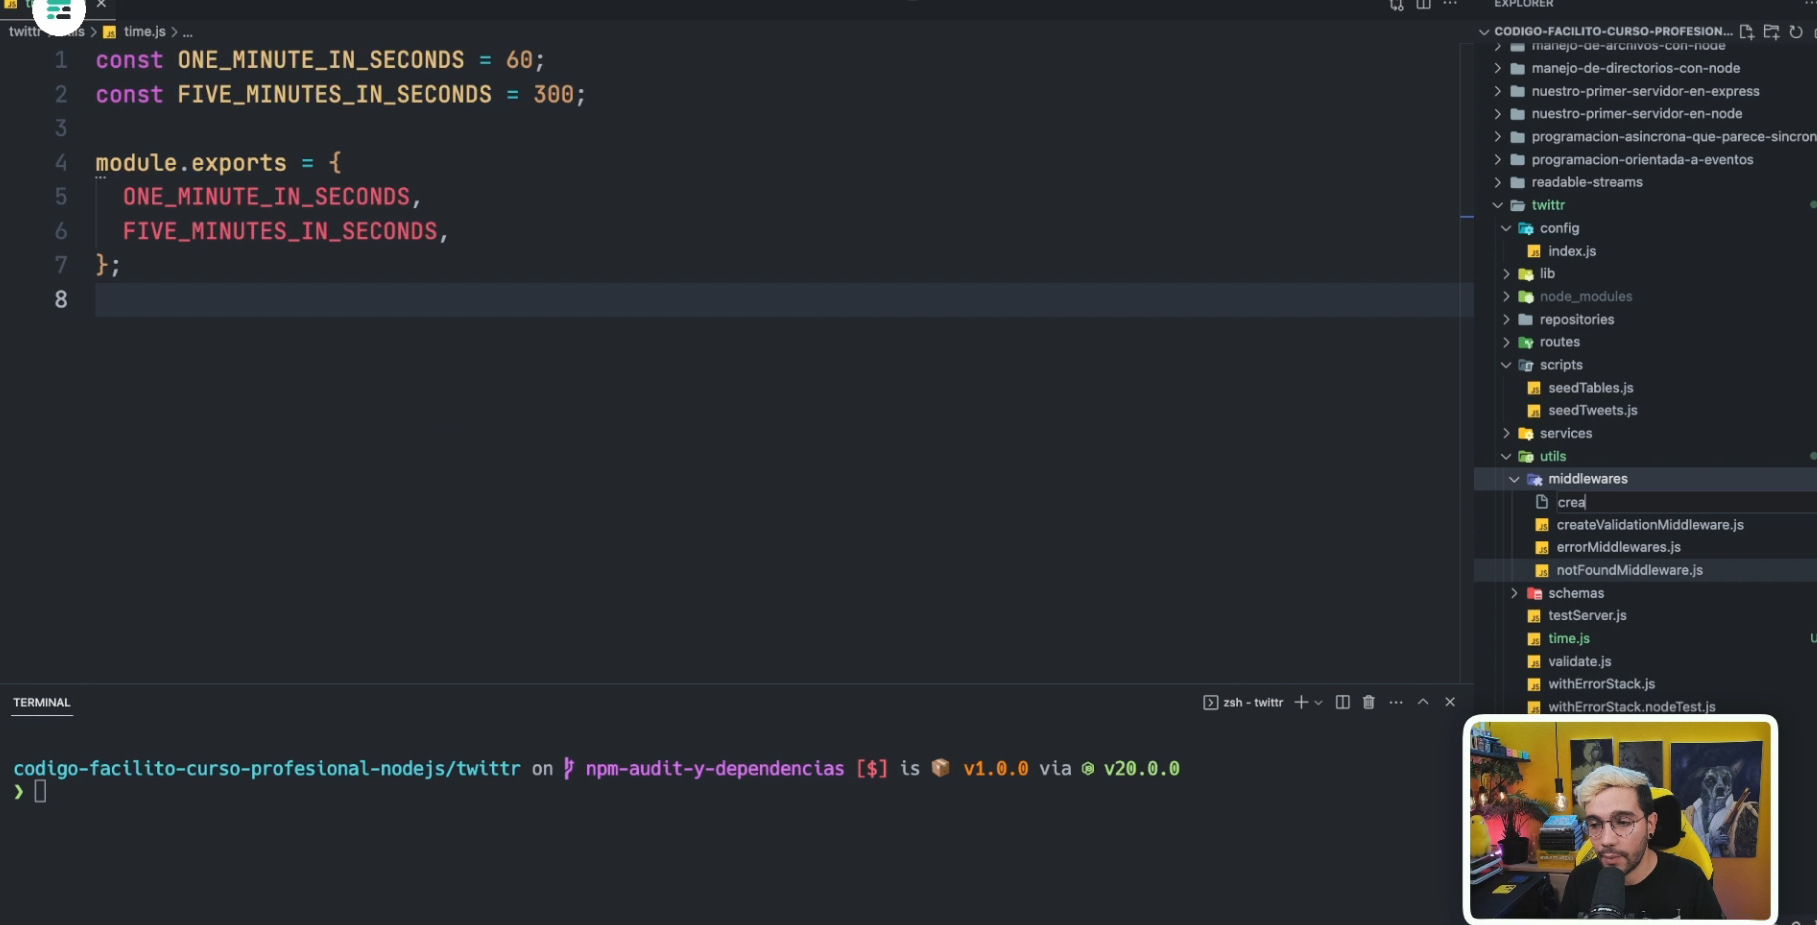 twittr
time.js
...
EXPLORER
CODIGO-FACILITO-CURSO-PROFESION...
1 const ONE_MINUTE_IN_SECONDS = 60;
2 const FIVE_MINUTES_IN_SECONDS = 300;
3
4 module.exports = {
5 ONE_MINUTE_IN_SECONDS,
6 FIVE_MINUTES_IN_SECONDS,
7 };
8
manejo-de-archivos-con-node
manejo-de-directorios-con-node
nuestro-primer-servidor-en-express
nuestro-primer-servidor-en-node
programacion-asincrona-que-parece-sincron
programacion-orientada-a-eventos
readable-streams
twittr
config
index.js
lib
node_modules
repositories
routes
scripts
seedTables.js
seedTweets.js
services
utils
middlewares
crea
createValidationMiddleware.js
errorMiddlewares.js
notFoundMiddleware.js
schemas
testServer.js
time.js
validate.js
withErrorStack.js
withErrorStack.nodeTest.js
TERMINAL
zsh - twittr
codigo-facilito-curso-profesional-nodejs/twittr on npm-audit-y-dependencias [$] is 📦 v1.0.0 via v20.0.0
❯